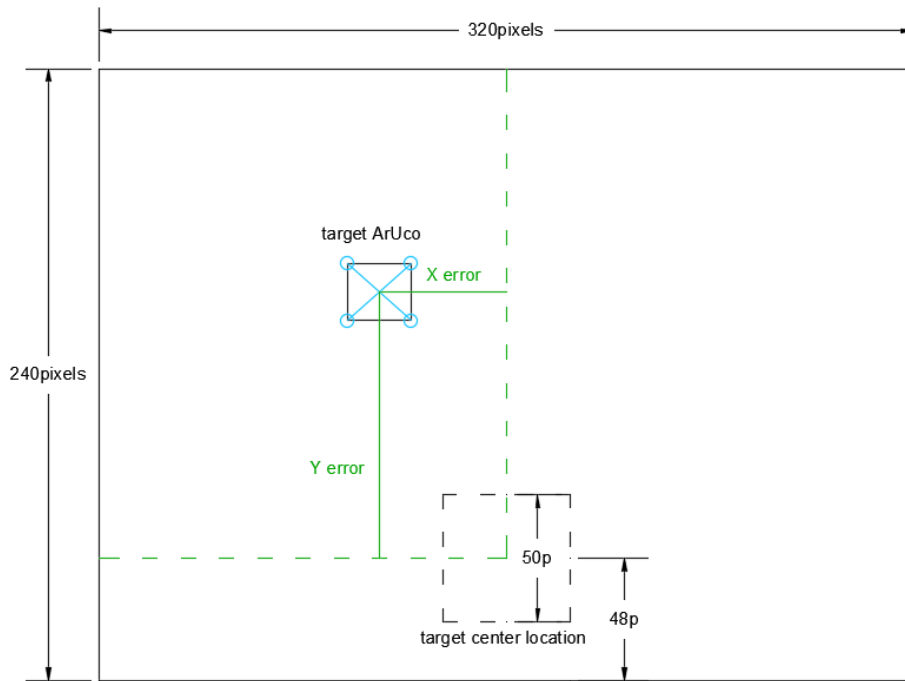 320pixels
target ArUco
X error
240pixels
Y error
50p
48p
target center location